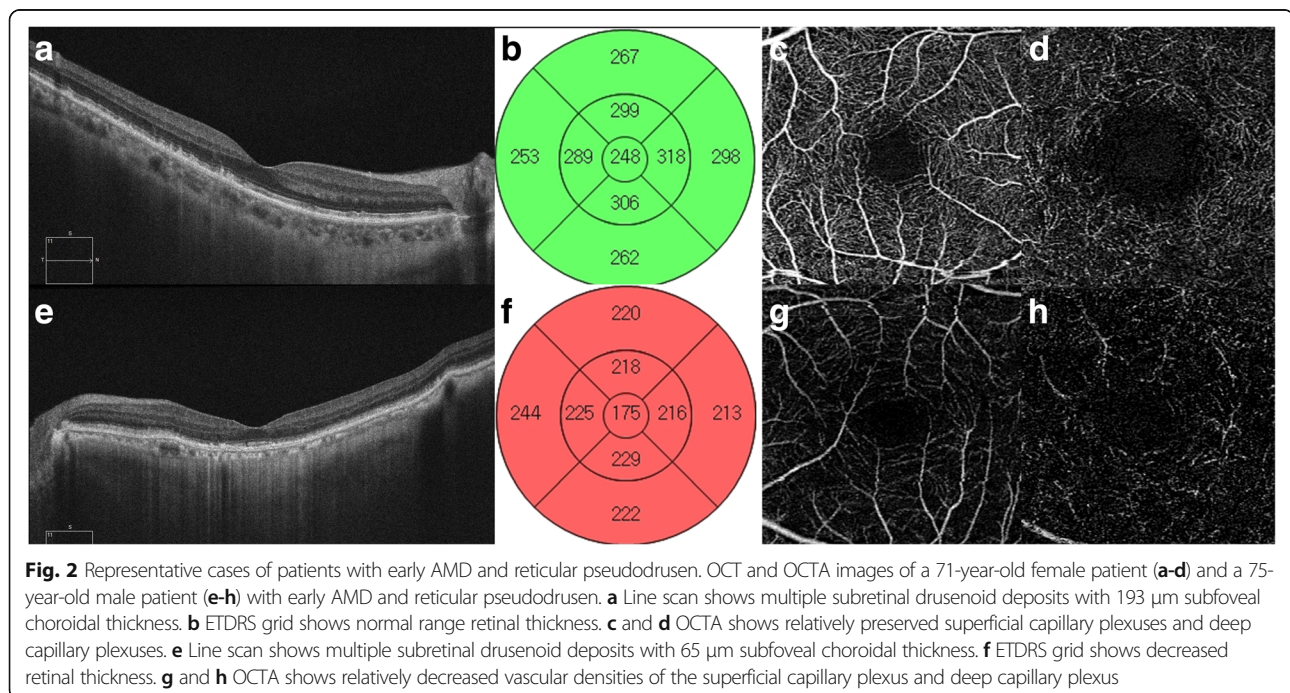 a
S
11
T
N
b
267
299
253 289 248 318 298
306
262
c
d
e
S
11
f
220
218
244 225 175 216 213
229
222
g
h
Fig. 2 Representative cases of patients with early AMD and reticular pseudodrusen. OCT and OCTA images of a 71-year-old female patient (a-d) and a 75-
year-old male patient (e-h) with early AMD and reticular pseudodrusen. a Line scan shows multiple subretinal drusenoid deposits with 193 μm subfoveal
choroidal thickness. b ETDRS grid shows normal range retinal thickness. c and d OCTA shows relatively preserved superficial capillary plexuses and deep
capillary plexuses. e Line scan shows multiple subretinal drusenoid deposits with 65 μm subfoveal choroidal thickness. f ETDRS grid shows decreased
retinal thickness. g and h OCTA shows relatively decreased vascular densities of the superficial capillary plexus and deep capillary plexus